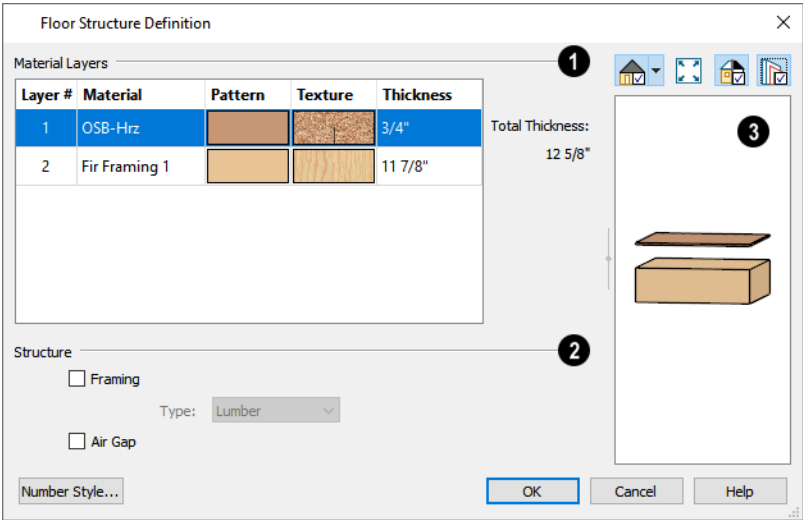 Floor Structure Definition
Material Layers
1
Layer # Material Pattern Texture Thickness
1 OSB-Hrz 3/4"
2 Fir Framing 1 11 7/8"
Total Thickness:
12 5/8"
3
Structure
2
Framing
Type: Lumber
Air Gap
Number Style... OK Cancel Help